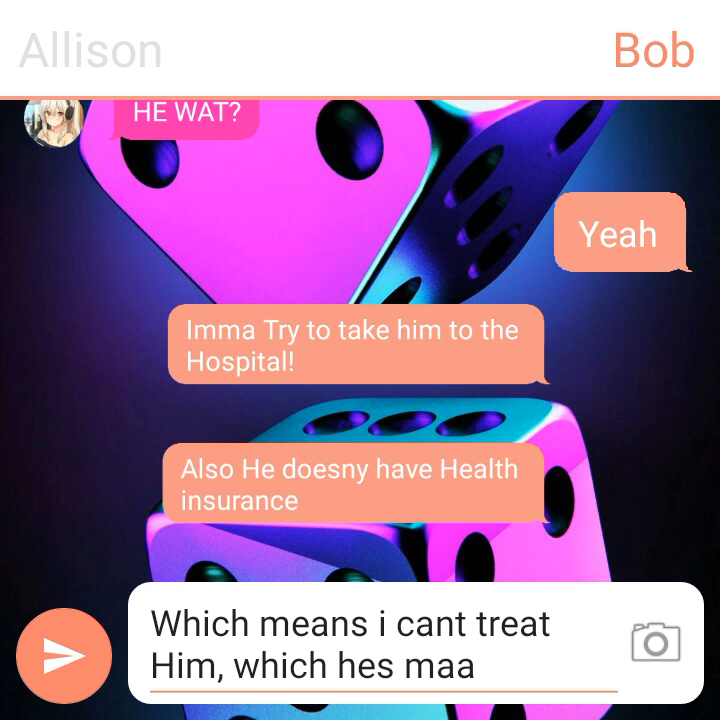 Allison
Bob
HE WAT?
Yeah
Imma Try to take him to the
Hospital!
Also He doesny have Health
insurance
Which means i cant treat
Him, which hes maa